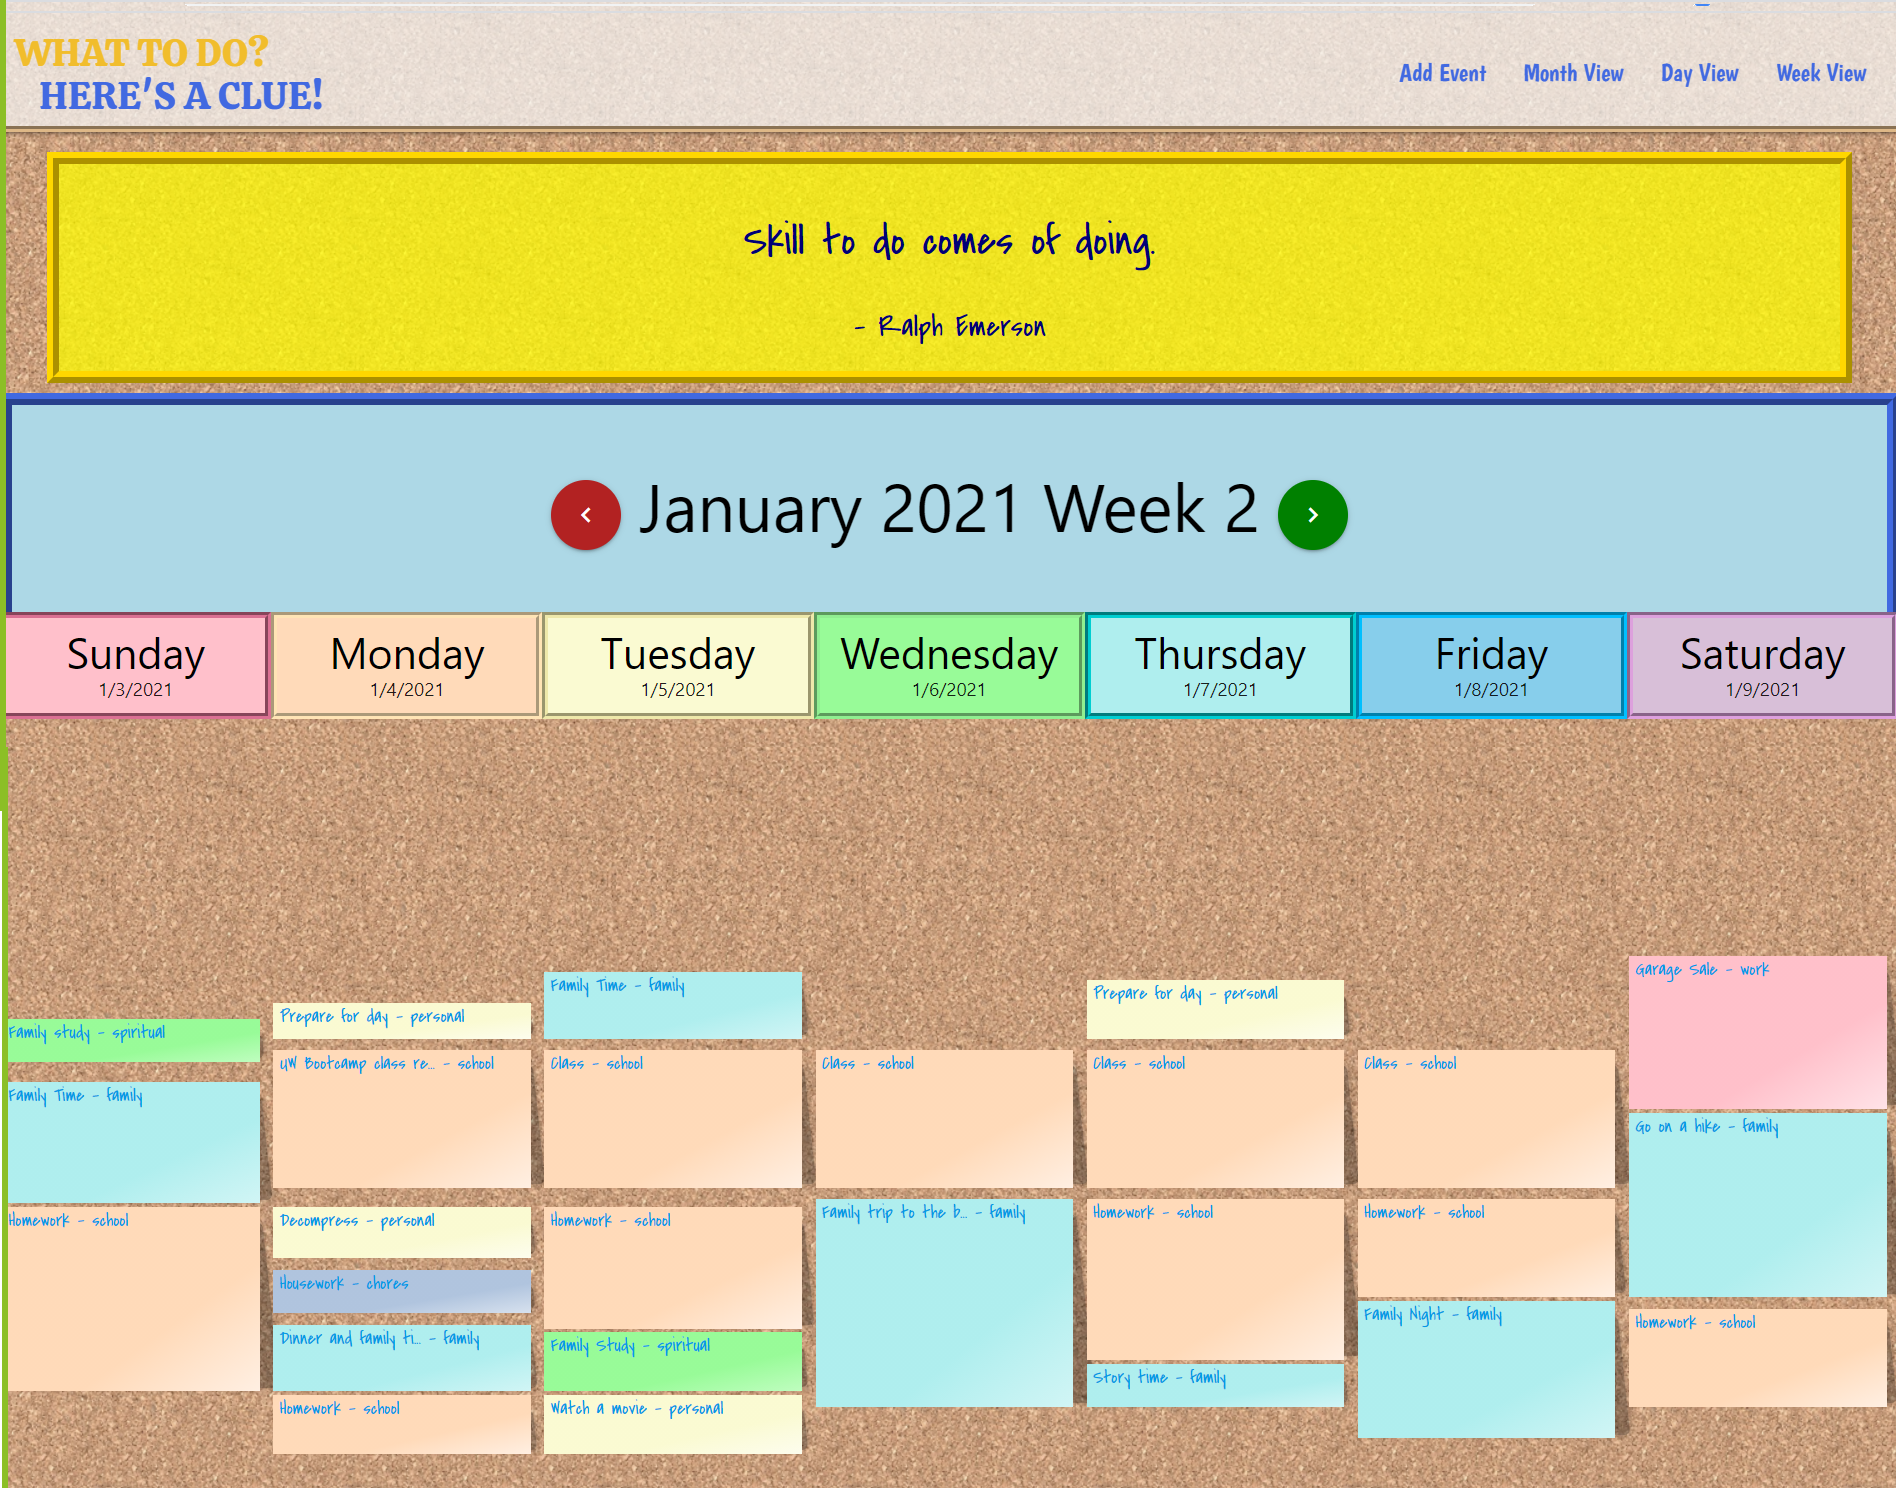 WHAT TO DO?
HERE'S A CLUE!
Add Event Month View Day View Week View
Skill to do comes of doing.
- Ralph Emerson
January 2021 Week 2
Sunday
1/3/2021
Monday
1/4/2021
Tuesday
1/5/2021
Wednesday
1/6/2021
Thursday
1/7/2021
Friday
1/8/2021
Saturday
1/9/2021
Family study - spiritual
Family Time - family
Homework - school
Prepare for day - personal
UW Bootcamp class re... - school
Decompress - personal
Housework - chores
Dinner and family ti... - family
Homework - school
Family Time - family
Class - school
Homework - school
Family Study - spiritual
Watch a movie - personal
Class - school
Family trip to the b... - family
Prepare for day - personal
Class - school
Homework - school
Story time - family
Class - school
Homework - school
Family Night - family
Garage Sale - work
Go on a hike - family
Homework - school